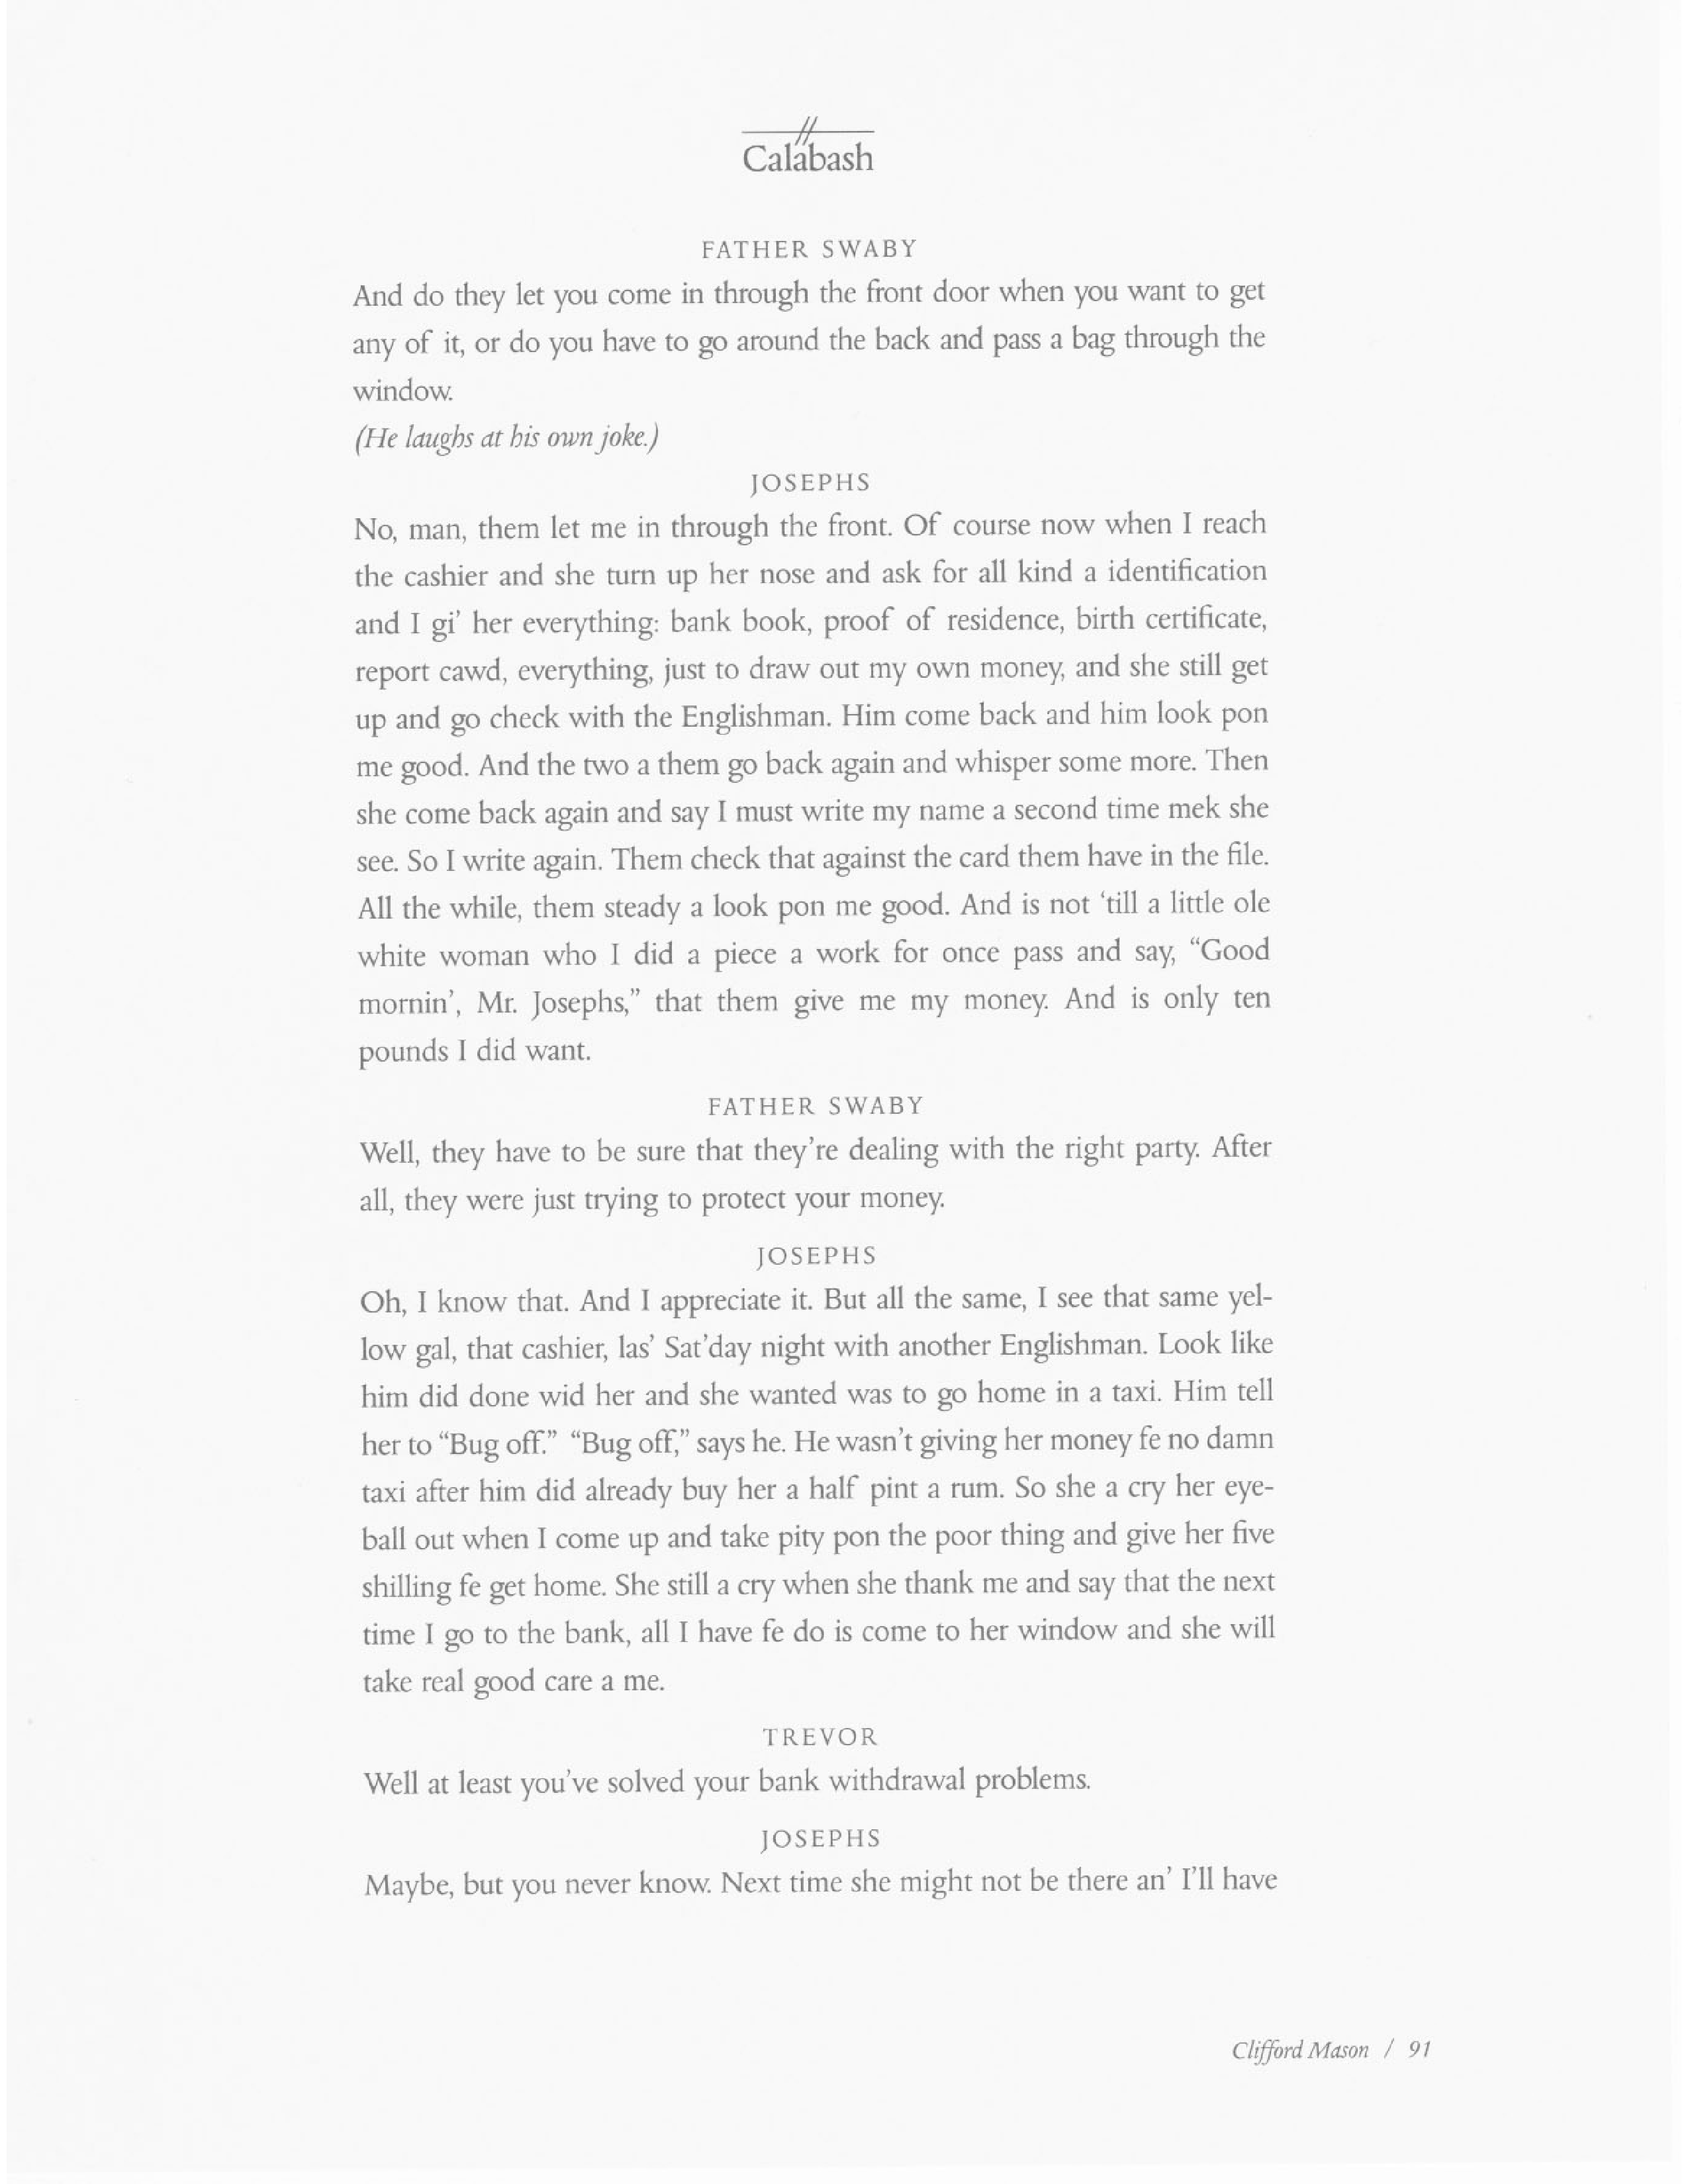 Calabash
FATHER SWABY
And do they let you come in through the front door when you want to get
any of it, or do you have to go around the back and pass a bag through the
window.
(He laughs at his own joke.)
JOSEPHS
No, man, them let me in through the front. Of course now when I reach
the cashier and she turn up her nose and ask for all kind a identification
and I gi’ her everything: bank book, proof of residence, birth certificate,
report cawd, everything, just to draw out my own money, and she still get
up and go check with the Englishman. Him come back and him look pon
me good. And the two a them go back again and whisper some more. Then
she come back again and say I must write my name a second time mek she
see. So I write again. Them check that against the card them have in the file.
All the while, them steady a look pon me good. And is not ‘till a little ole
white woman who I did a piece a work for once pass and say, “Good
mornin’, Mr. Josephs,” that them give me my money. And is only ten
pounds I did want.
FATHER SWABY
Well, they have to be sure that they’re dealing with the right party. After
all, they were just trying to protect your money.
JOSEPHS
Oh, I know that. And I appreciate it. But all the same, I see that same yel-
low gal, that cashier, las’ Sat’day night with another Englishman. Look like
him did done wid her and she wanted was to go home in a taxi. Him tell
her to “Bug off.” “Bug off,” says he. He wasn’t giving her money fe no damn
taxi after him did already buy her a half pint a rum. So she a cry her eye-
ball out when I come up and take pity pon the poor thing and give her five
shilling fe get home. She still a cry when she thank me and say that the next
time I go to the bank, all I have fe do is come to her window and she will
take real good care a me.
TREVOR
Well at least you’ve solved your bank withdrawal problems.
JOSEPHS
Maybe, but you never know. Next time she might not be there an’ I’ll have
Clifford Mason / 91